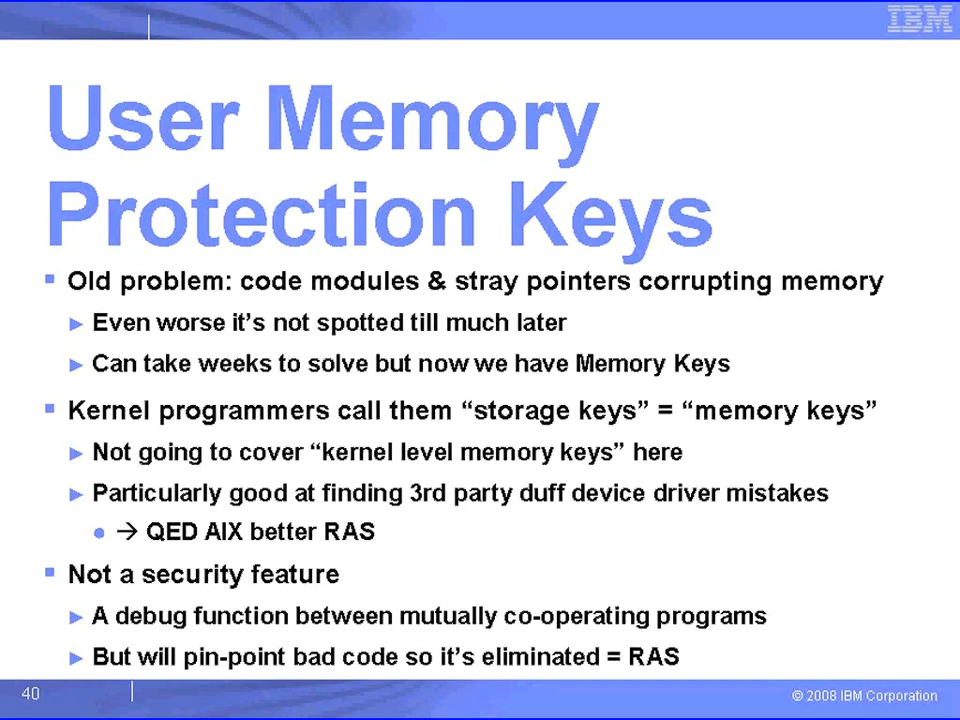 IBM
User Memory
Protection Keys
▪ Old problem: code modules & stray pointers corrupting memory
► Even worse it’s not spotted till much later
► Can take weeks to solve but now we have Memory Keys
▪ Kernel programmers call them “storage keys” = “memory keys”
► Not going to cover “kernel level memory keys” here
► Particularly good at finding 3rd party duff device driver mistakes
● → QED AIX better RAS
▪ Not a security feature
► A debug function between mutually co-operating programs
► But will pin-point bad code so it’s eliminated = RAS
40
© 2008 IBM Corporation